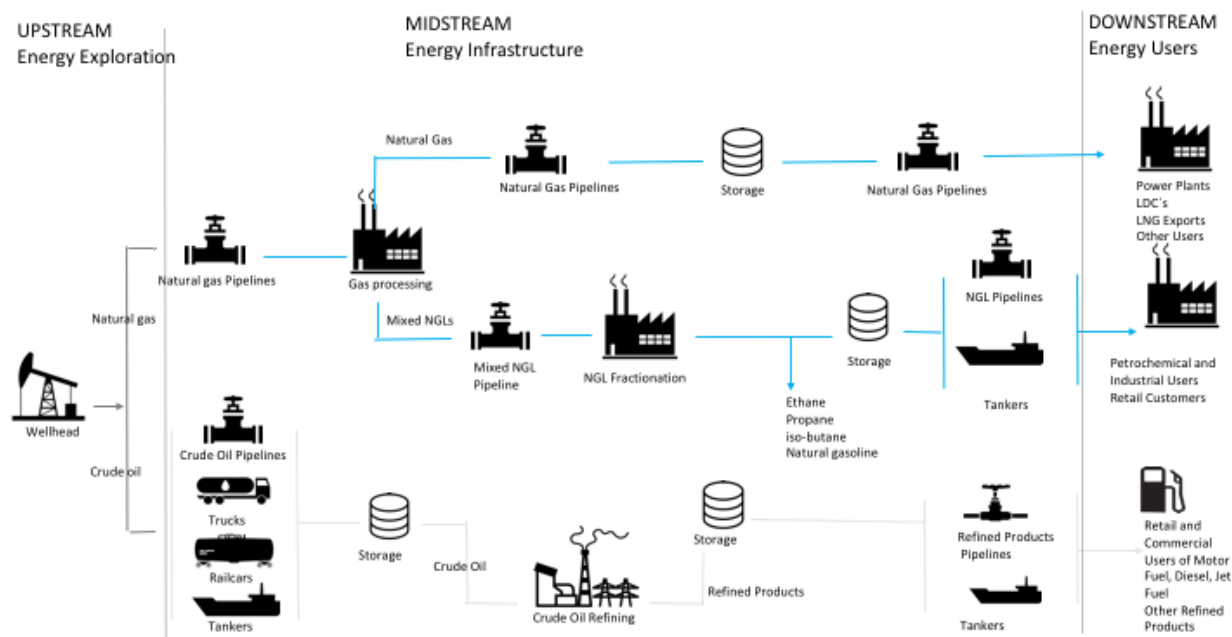 UPSTREAM
Energy Exploration
MIDSTREAM
Energy Infrastructure
DOWNSTREAM
Energy Users
Natural Gas
Natural Gas Pipelines
Storage
Natural Gas Pipelines
Power Plants
LDC´s
LNG Exports
Other Users
Natural gas Pipelines
Gas processing
Natural gas
Mixed NGLs
Mixed NGL
Pipeline
NGL Fractionation
Ethane
Propane
iso-butane
Natural gasoline
Storage
NGL Pipelines
Tankers
Petrochemical and
Industrial Users
Retail Customers
Wellhead
Crude oil
Crude Oil Pipelines
Trucks
Railcars
Tankers
Storage
Crude Oil
Crude Oil Refining
Refined Products
Storage
Refined Products
Pipelines
Tankers
Retail and
Commercial
Users of Motor
Fuel, Diesel, Jet
Fuel
Other Refined
Products